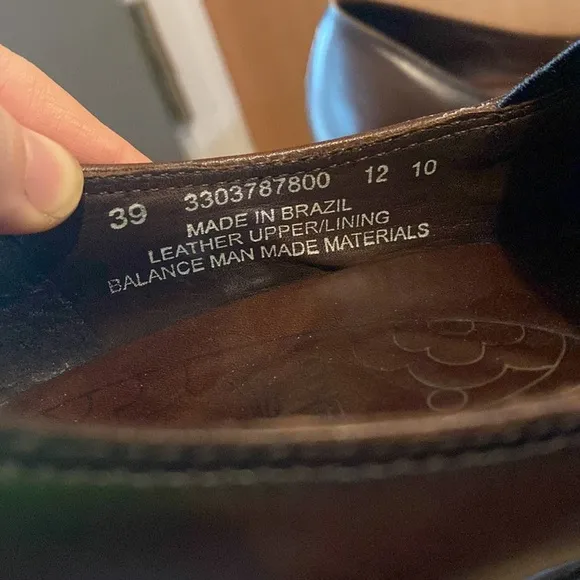 39 3303787800 12 10
MADE IN BRAZIL
LEATHER UPPER/LINING
BALANCE MAN MADE MATERIALS